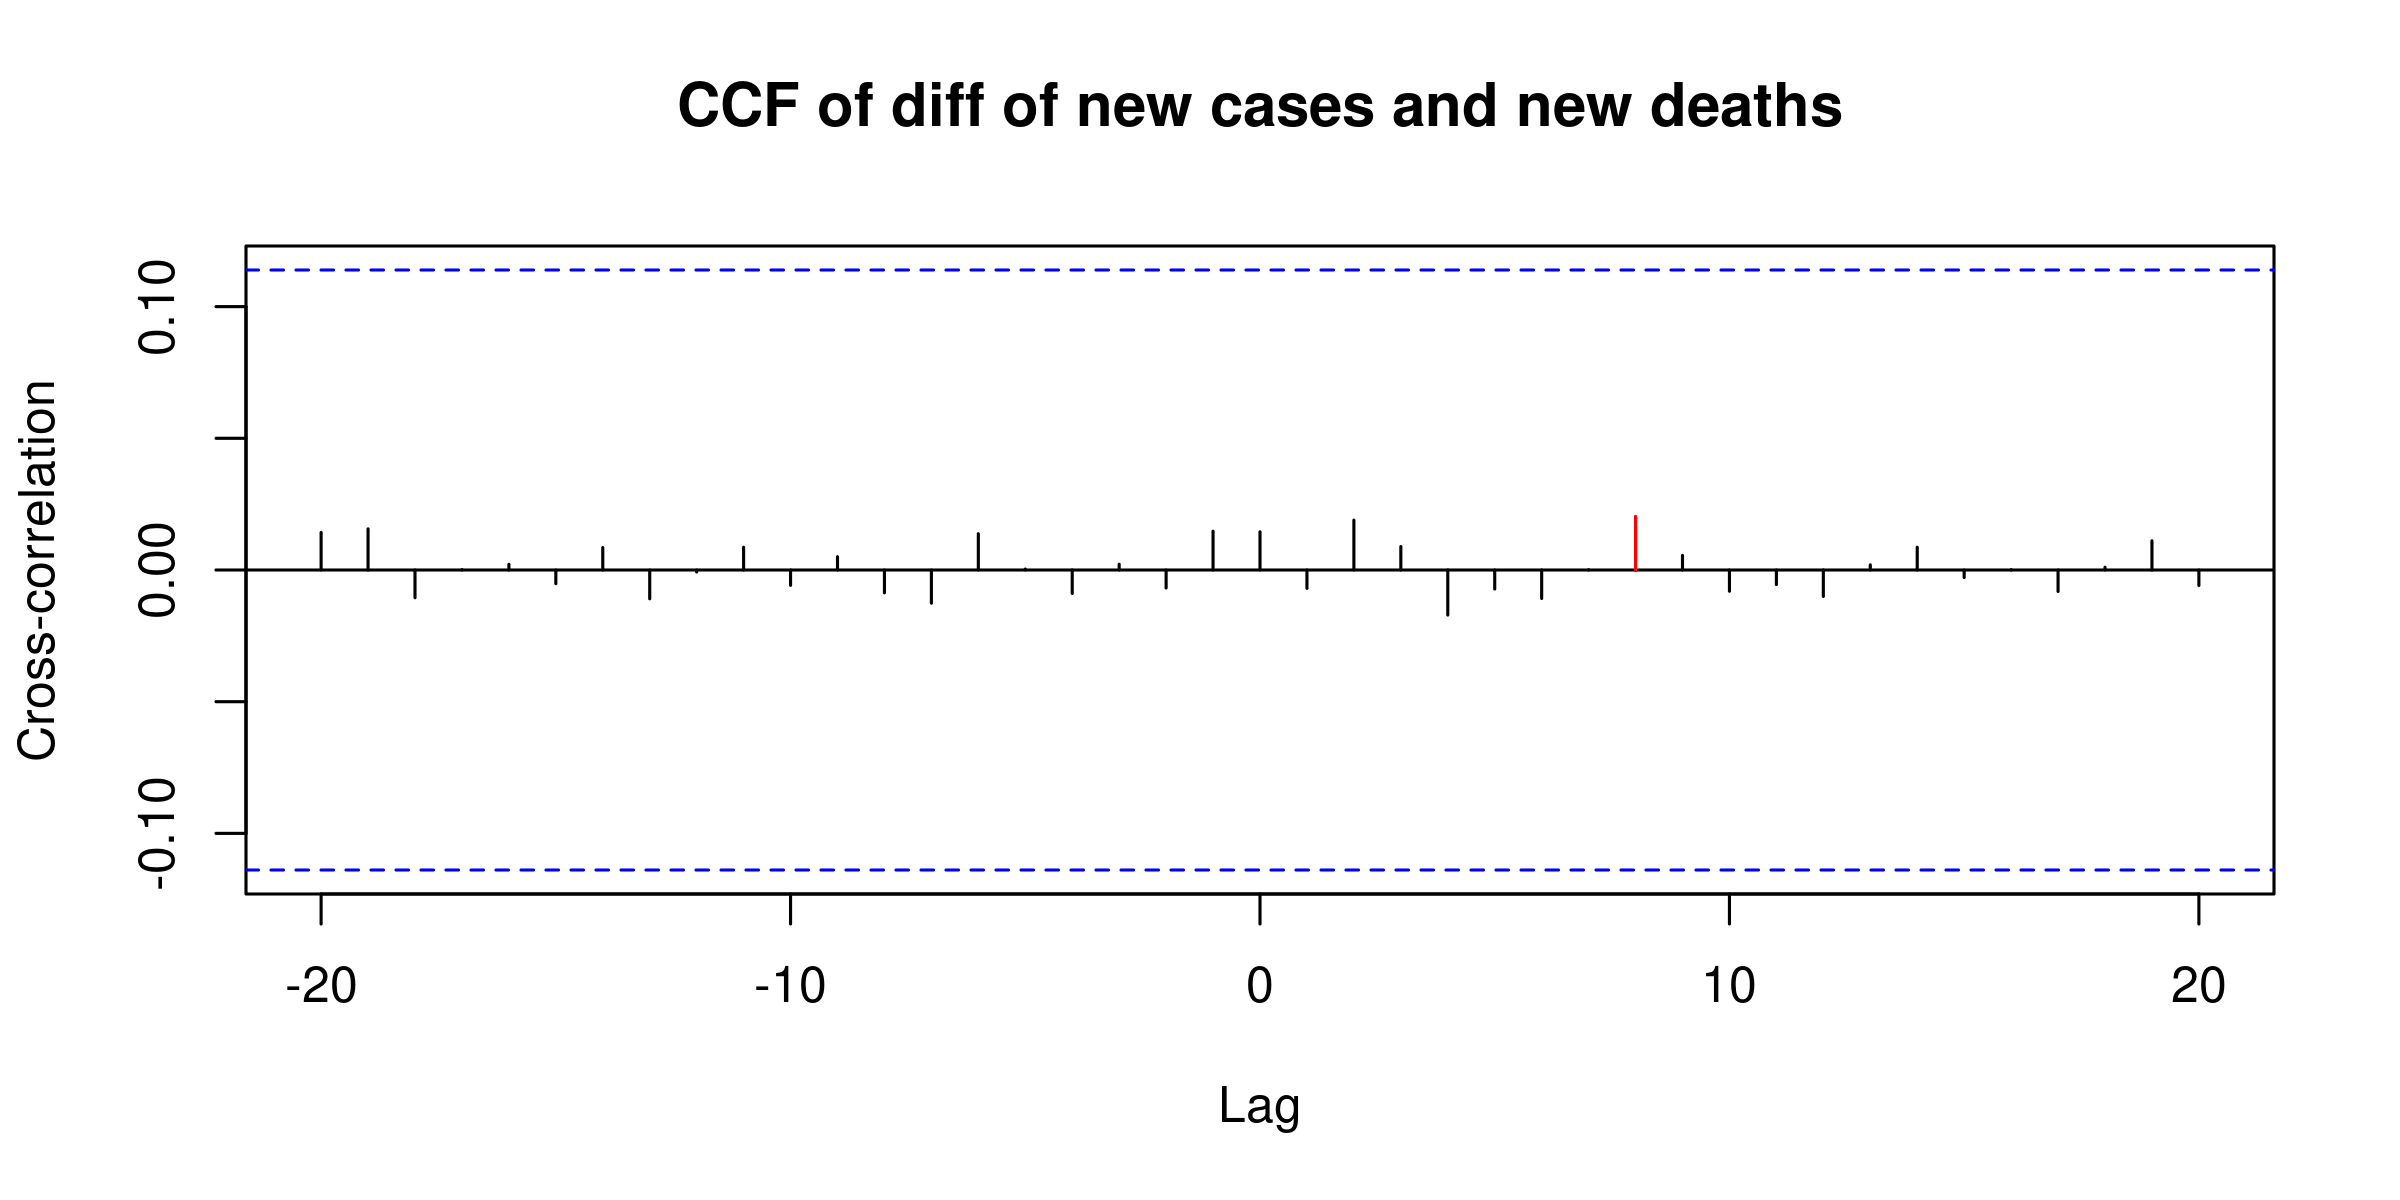 CCF of diff of new cases and new deaths
Cross-correlation
0.10
0.00
-0.10
-20 -10 0 10 20
Lag